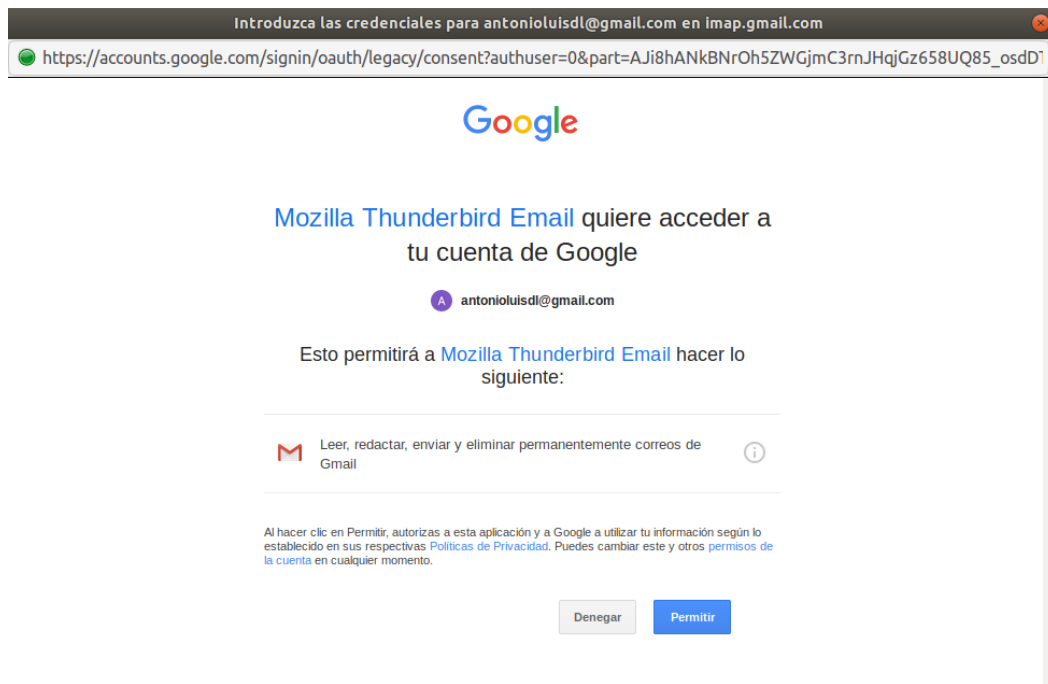 Introduzca las credenciales para antonioluisdl@gmail.com en imap.gmail.com
https://accounts.google.com/signin/oauth/legacy/consent?authuser=0&part=AJi8hANkBNrOh5ZWGjmC3rnJHqjGz658UQ85_osdD1
Google
Mozilla Thunderbird Email quiere acceder a
tu cuenta de Google
A antonioluisdl@gmail.com
Esto permitirá a Mozilla Thunderbird Email hacer lo
siguiente:
Leer, redactar, enviar y eliminar permanentemente correos de
Gmail
Al hacer clic en Permitir, autorizas a esta aplicación y a Google a utilizar tu información según lo
establecido en sus respectivas Políticas de Privacidad. Puedes cambiar este y otros permisos de
la cuenta en cualquier momento.
Denegar Permitir